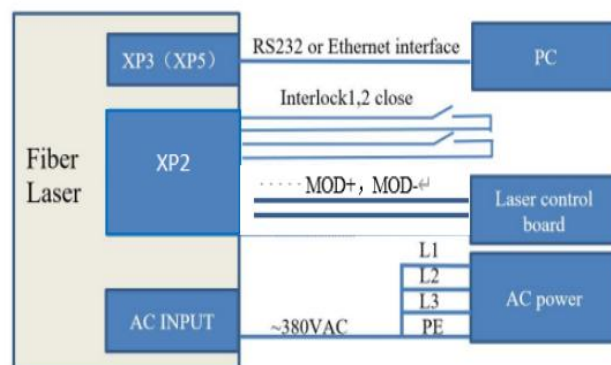 XP3（XP5）
RS232 or Ethernet interface
PC
Interlock1,2 close
Fiber
Laser
XP2
····· MOD+，MOD-↵
Laser control
board
L1
L2
L3
PE
AC power
AC INPUT
~380VAC